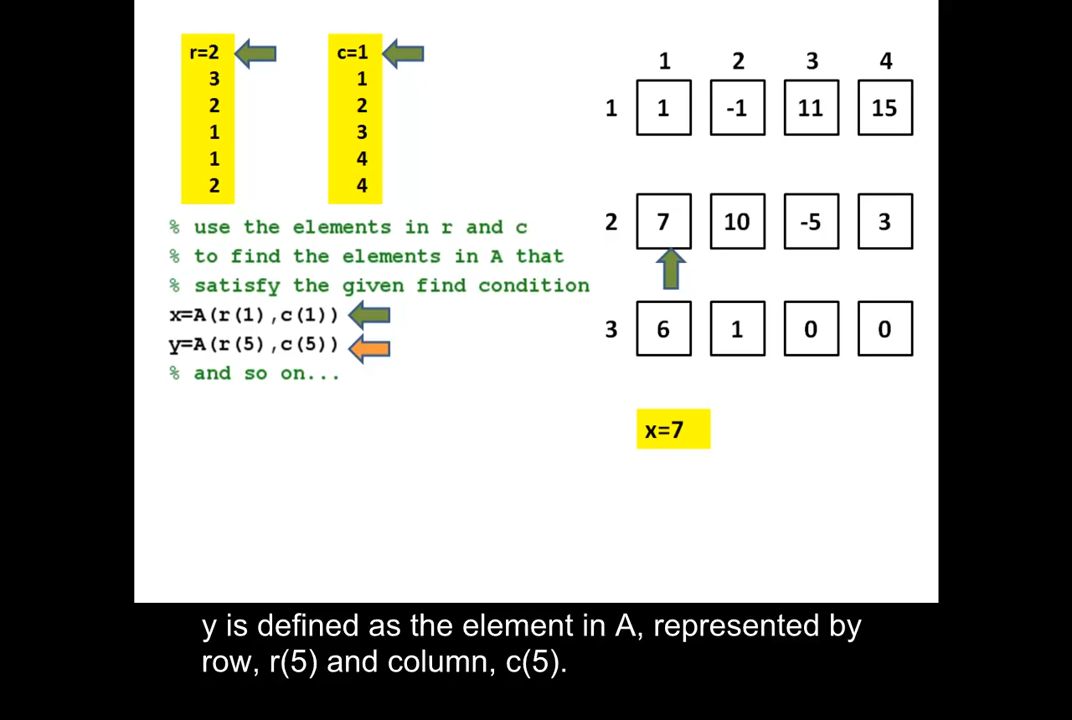 r=2 c=1
3 1
2 2
1 3
1 4
2 4
% use the elements in r and c
% to find the elements in A that
% satisfy the given find condition
x=A(r(1),c(1))
y=A(r(5),c(5))
% and so on...
1 2 3 4
1 1 -1 11 15
2 7 10 -5 3
3 6 1 0 0
x=7
y is defined as the element in A, represented by
row, r(5) and column, c(5).